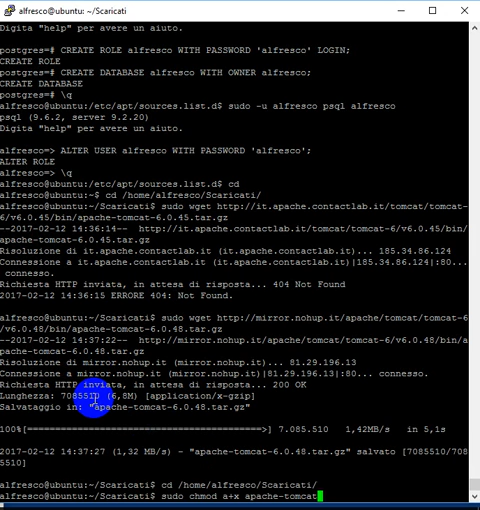 alfresco@ubuntu: ~/Scaricati
Digita "help" per avere un aiuto.
postgres=# CREATE ROLE alfresco WITH PASSWORD 'alfresco' LOGIN;
CREATE ROLE
postgres=# CREATE DATABASE alfresco WITH OWNER alfresco;
CREATE DATABASE
postgres=# \q
alfresco@ubuntu:/etc/apt/sources.list.d$ sudo -u alfresco psql alfresco
psql (9.6.2, server 9.2.20)
Digita "help" per avere un aiuto.
alfresco=> ALTER USER alfresco WITH PASSWORD 'alfresco';
ALTER ROLE
alfresco=> \q
alfresco@ubuntu:/etc/apt/sources.list.d$ cd
alfresco@ubuntu:~$ cd /home/alfresco/Scaricati/
alfresco@ubuntu:~/Scaricati$ sudo wget http://it.apache.contactlab.it/tomcat/tomcat-
6/v6.0.45/bin/apache-tomcat-6.0.45.tar.gz
--2017-02-12 14:36:14--  http://it.apache.contactlab.it/tomcat/tomcat-6/v6.0.45/bin/
apache-tomcat-6.0.45.tar.gz
Risoluzione di it.apache.contactlab.it (it.apache.contactlab.it)... 185.34.86.124
Connessione a it.apache.contactlab.it (it.apache.contactlab.it)|185.34.86.124|:80...
connesso.
Richiesta HTTP inviata, in attesa di risposta... 404 Not Found
2017-02-12 14:36:15 ERRORE 404: Not Found.
alfresco@ubuntu:~/Scaricati$ sudo wget http://mirror.nohup.it/apache/tomcat/tomcat-6
/v6.0.48/bin/apache-tomcat-6.0.48.tar.gz
--2017-02-12 14:37:22--  http://mirror.nohup.it/apache/tomcat/tomcat-6/v6.0.48/bin/a
pache-tomcat-6.0.48.tar.gz
Risoluzione di mirror.nohup.it (mirror.nohup.it)... 81.29.196.13
Connessione a mirror.nohup.it (mirror.nohup.it)|81.29.196.13|:80... connesso.
Richiesta HTTP inviata, in attesa di risposta... 200 OK
Lunghezza: 7085510 (6,8M) [application/x-gzip]
Salvataggio in: "apache-tomcat-6.0.48.tar.gz"
100%[===========================================>] 7.085.510   1,42MB/s   in 5,1s
2017-02-12 14:37:27 (1,32 MB/s) - "apache-tomcat-6.0.48.tar.gz" salvato [7085510/708
5510]
alfresco@ubuntu:~/Scaricati$ cd /home/alfresco/Scaricati/
alfresco@ubuntu:~/Scaricati$ sudo chmod a+x apache-tomcat